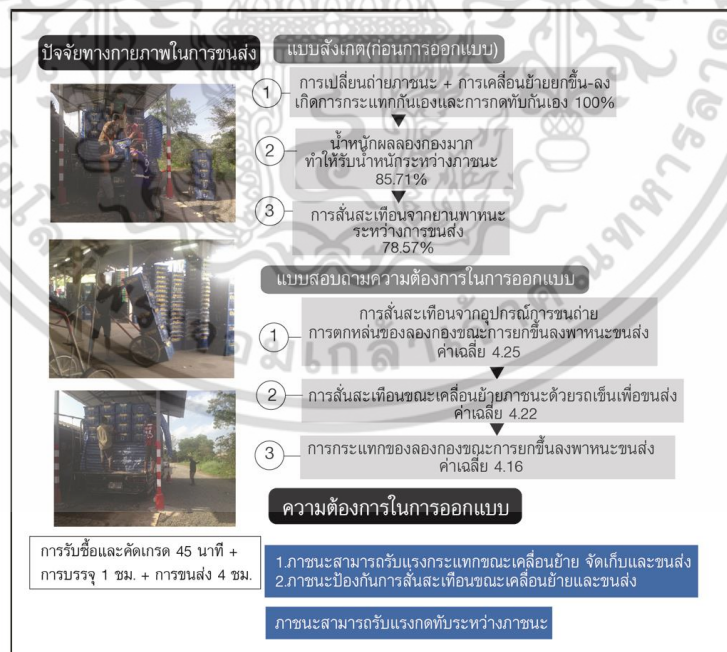 ปัจจัยทางกายภาพในการขนส่ง
แบบสังเกต(ก่อนการออกแบบ)
1
การเปลี่ยนถ่ายภาชนะ + การเคลื่อนย้ายยกขึ้น-ลง
เกิดการกระแทกกันเองและการกดทับกันเอง 100%
2
น้ำหนักผลลองกองมาก
ทำให้รับน้ำหนักระหว่างภาชนะ
85.71%
3
การสั่นสะเทือนจากยานพาหนะ
ระหว่างการขนส่ง
78.57%
แบบสอบถามความต้องการในการออกแบบ
1
การสั่นสะเทือนจากอุปกรณ์การขนถ่าย
การตกหล่นของลองกองขณะการยกขึ้นลงพาหนะขนส่ง
ค่าเฉลี่ย 4.25
2
การสั่นสะเทือนขณะเคลื่อนย้ายภาชนะด้วยรถเข็นเพื่อขนส่ง
ค่าเฉลี่ย 4.22
3
การกระแทกของลองกองขณะการยกขึ้นลงพาหนะขนส่ง
ค่าเฉลี่ย 4.16
ความต้องการในการออกแบบ
การรับซื้อและคัดเกรด 45 นาที +
การบรรจุ 1 ชม. + การขนส่ง 4 ชม.
1.ภาชนะสามารถรับแรงกระแทกขณะเคลื่อนย้าย จัดเก็บและขนส่ง
2.ภาชนะป้องกันการสั่นสะเทือนขณะเคลื่อนย้ายและขนส่ง
ภาชนะสามารถรับแรงกดทับระหว่างภาชนะ